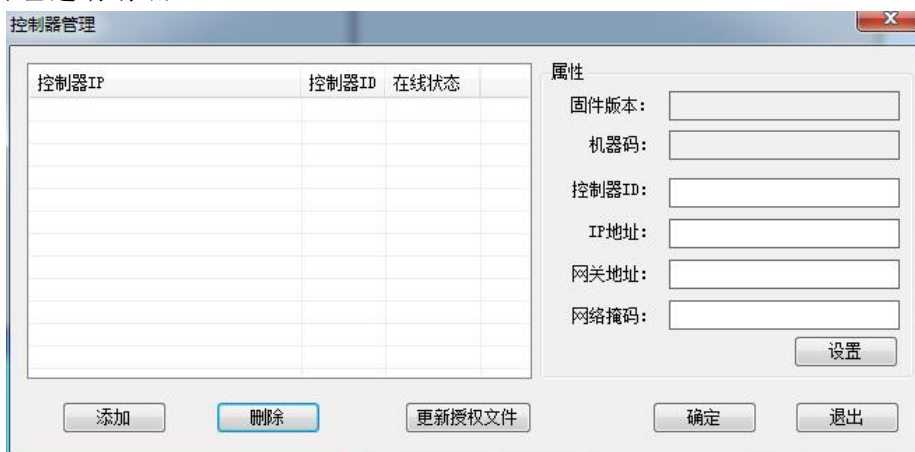 控制器管理
控制器IP 控制器ID 在线状态
属性
固件版本：
机器码：
控制器ID：
IP地址：
网关地址：
网络掩码：
设置
添加 删除 更新授权文件 确定 退出